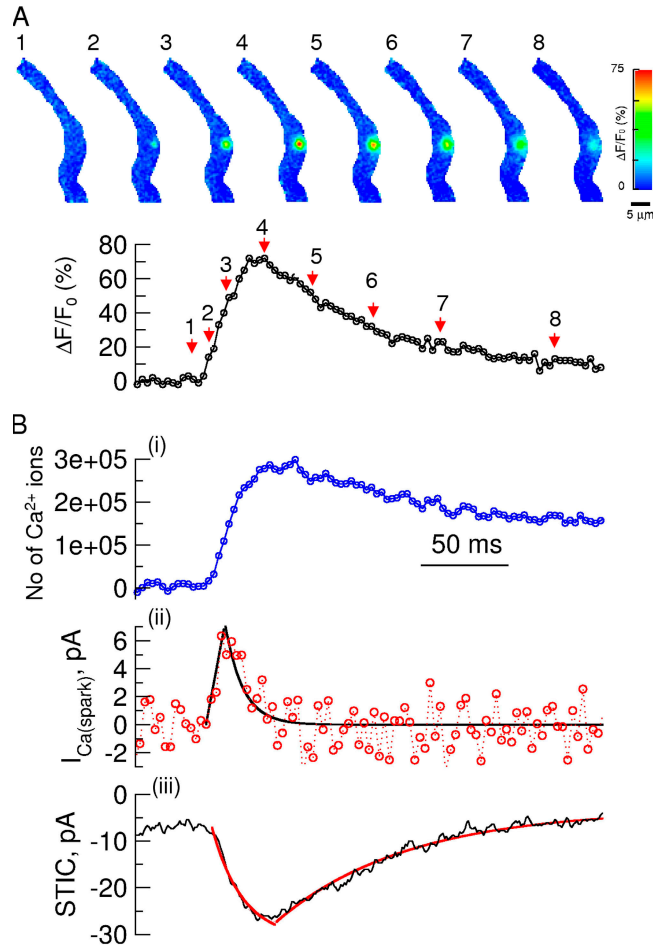 A
1 2 3 4 5 6 7 8
75
ΔF/F₀ (%)
0
5 μm
80
60
40
20
0
ΔF/F₀ (%)
1
2
3
4
5
6
7
8
B
(i)
No of Ca²⁺ ions
3e+05
2e+05
1e+05
0
50 ms
(ii)
I Ca(spark), pA
6
4
2
0
-2
(iii)
STIC, pA
0
-10
-20
-30